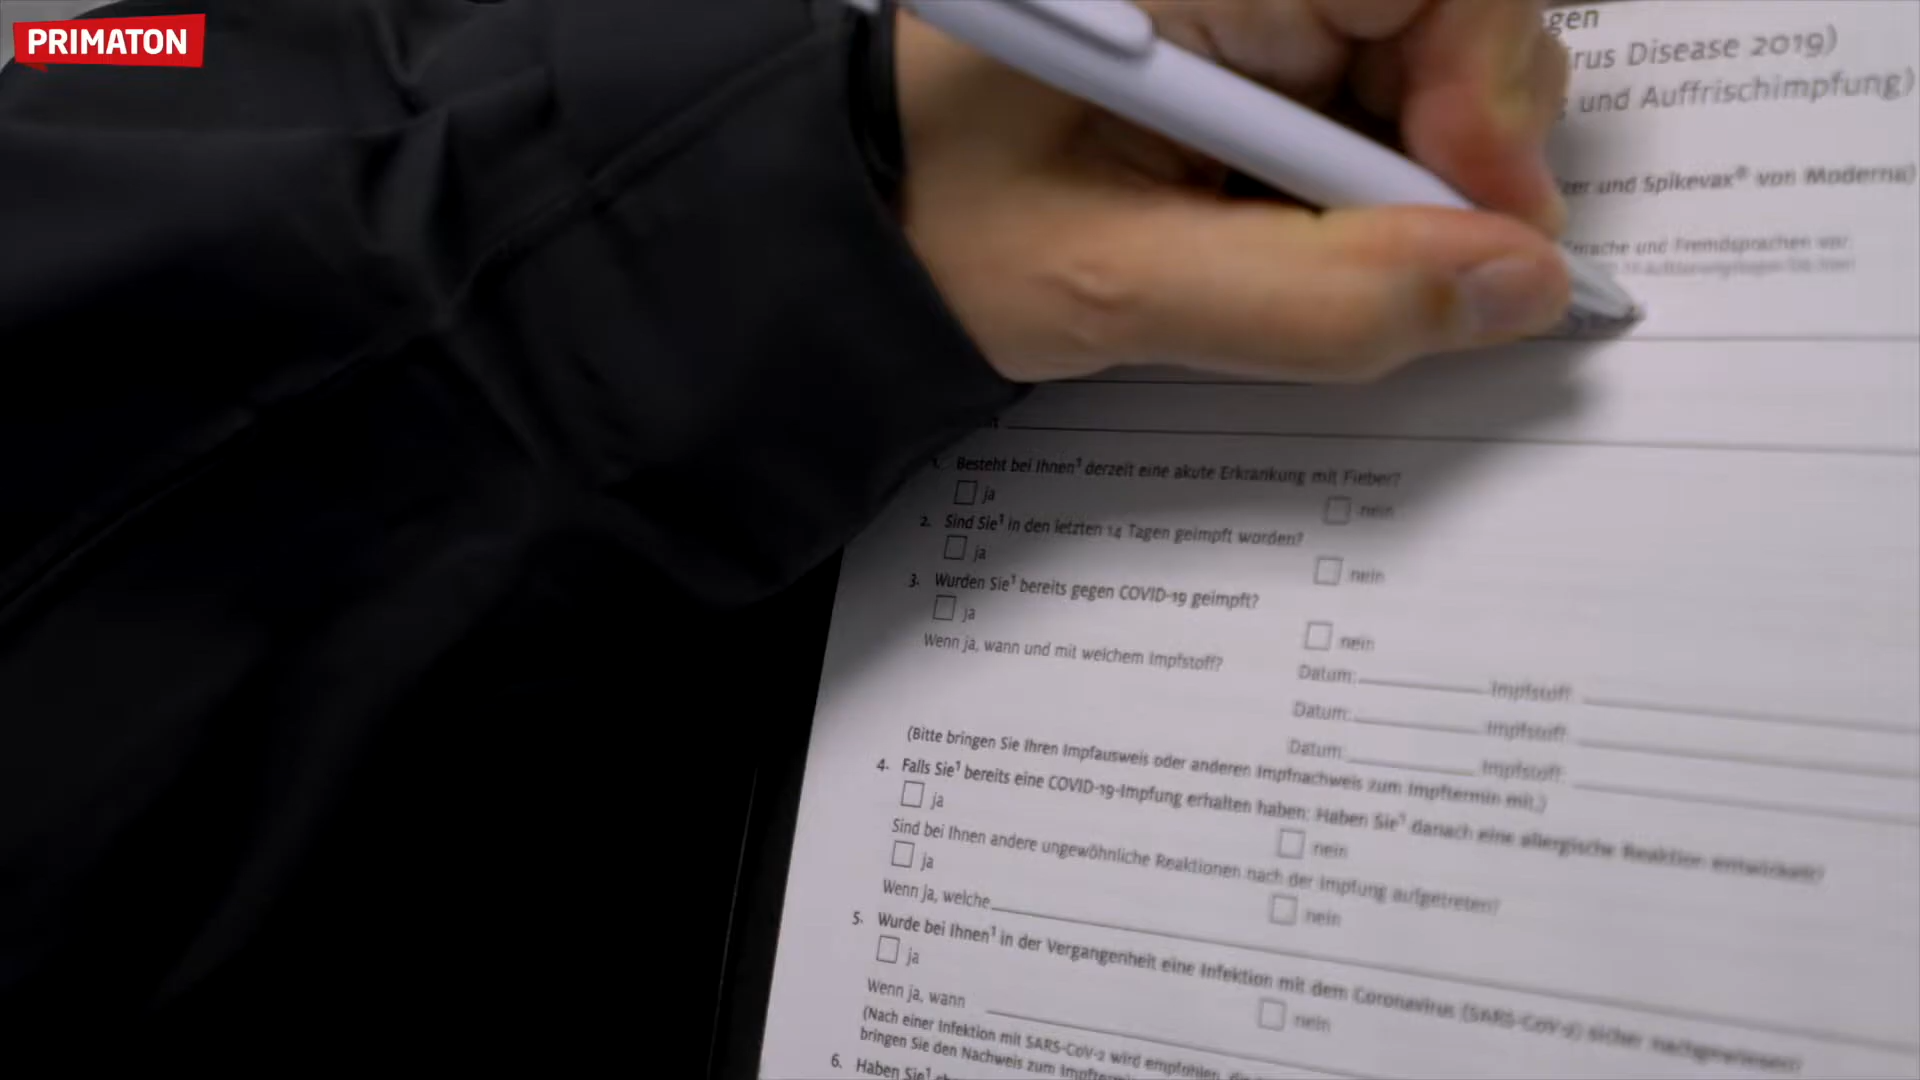 PRIMATON
gen
rus Disease 2019)
und Auffrischimpfung)
zer und Spikevax® von Moderna)
und Fremdsprachen
1. Besteht bei Ihnen¹ derzeit eine akute Erkrankung mit Fieber?
ja nein
2. Sind Sie¹ in den letzten 14 Tagen geimpft worden?
ja nein
3. Wurden Sie¹ bereits gegen COVID-19 geimpft?
ja nein
Wenn ja, wann und mit welchem Impfstoff? Datum: Impfstoff:
Datum: Impfstoff:
Datum: Impfstoff:
(Bitte bringen Sie Ihren Impfausweis oder anderen Impfnachweis zum Impftermin mit.)
4. Falls Sie¹ bereits eine COVID-19-Impfung erhalten haben: Haben Sie¹ danach eine allergische Reaktion entwickelt?
ja nein
Sind bei Ihnen andere ungewöhnliche Reaktionen nach der Impfung aufgetreten?
ja nein
Wenn ja, welche
5. Wurde bei Ihnen¹ in der Vergangenheit eine Infektion mit dem Coronavirus (SARS-CoV-2) sicher nachgewiesen?
ja nein
Wenn ja, wann
(Nach einer Infektion mit SARS-CoV-2 wird empfohlen,
bringen Sie den Nachweis zum
6. Haben Sie¹